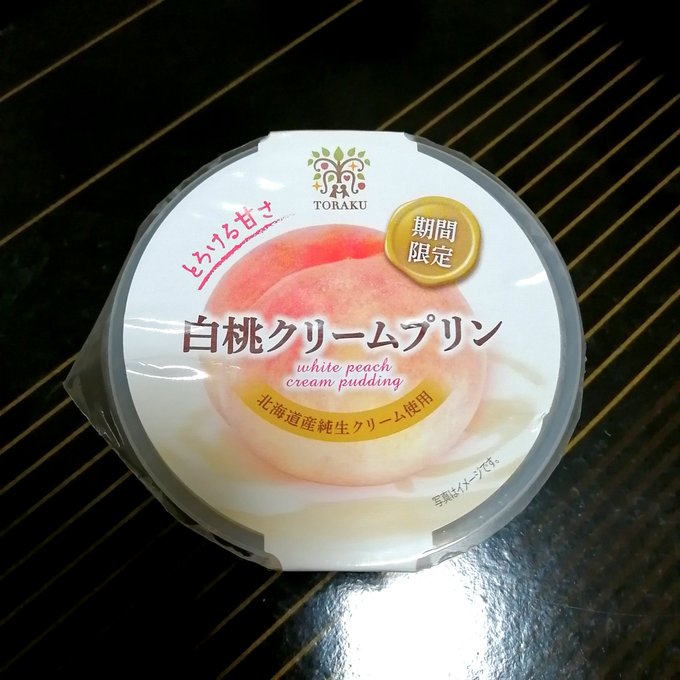 TORAKU
とろける甘さ
期間
限定
白桃クリームプリン
white peach
cream pudding
北海道産純生クリーム使用
写真はイメージです。